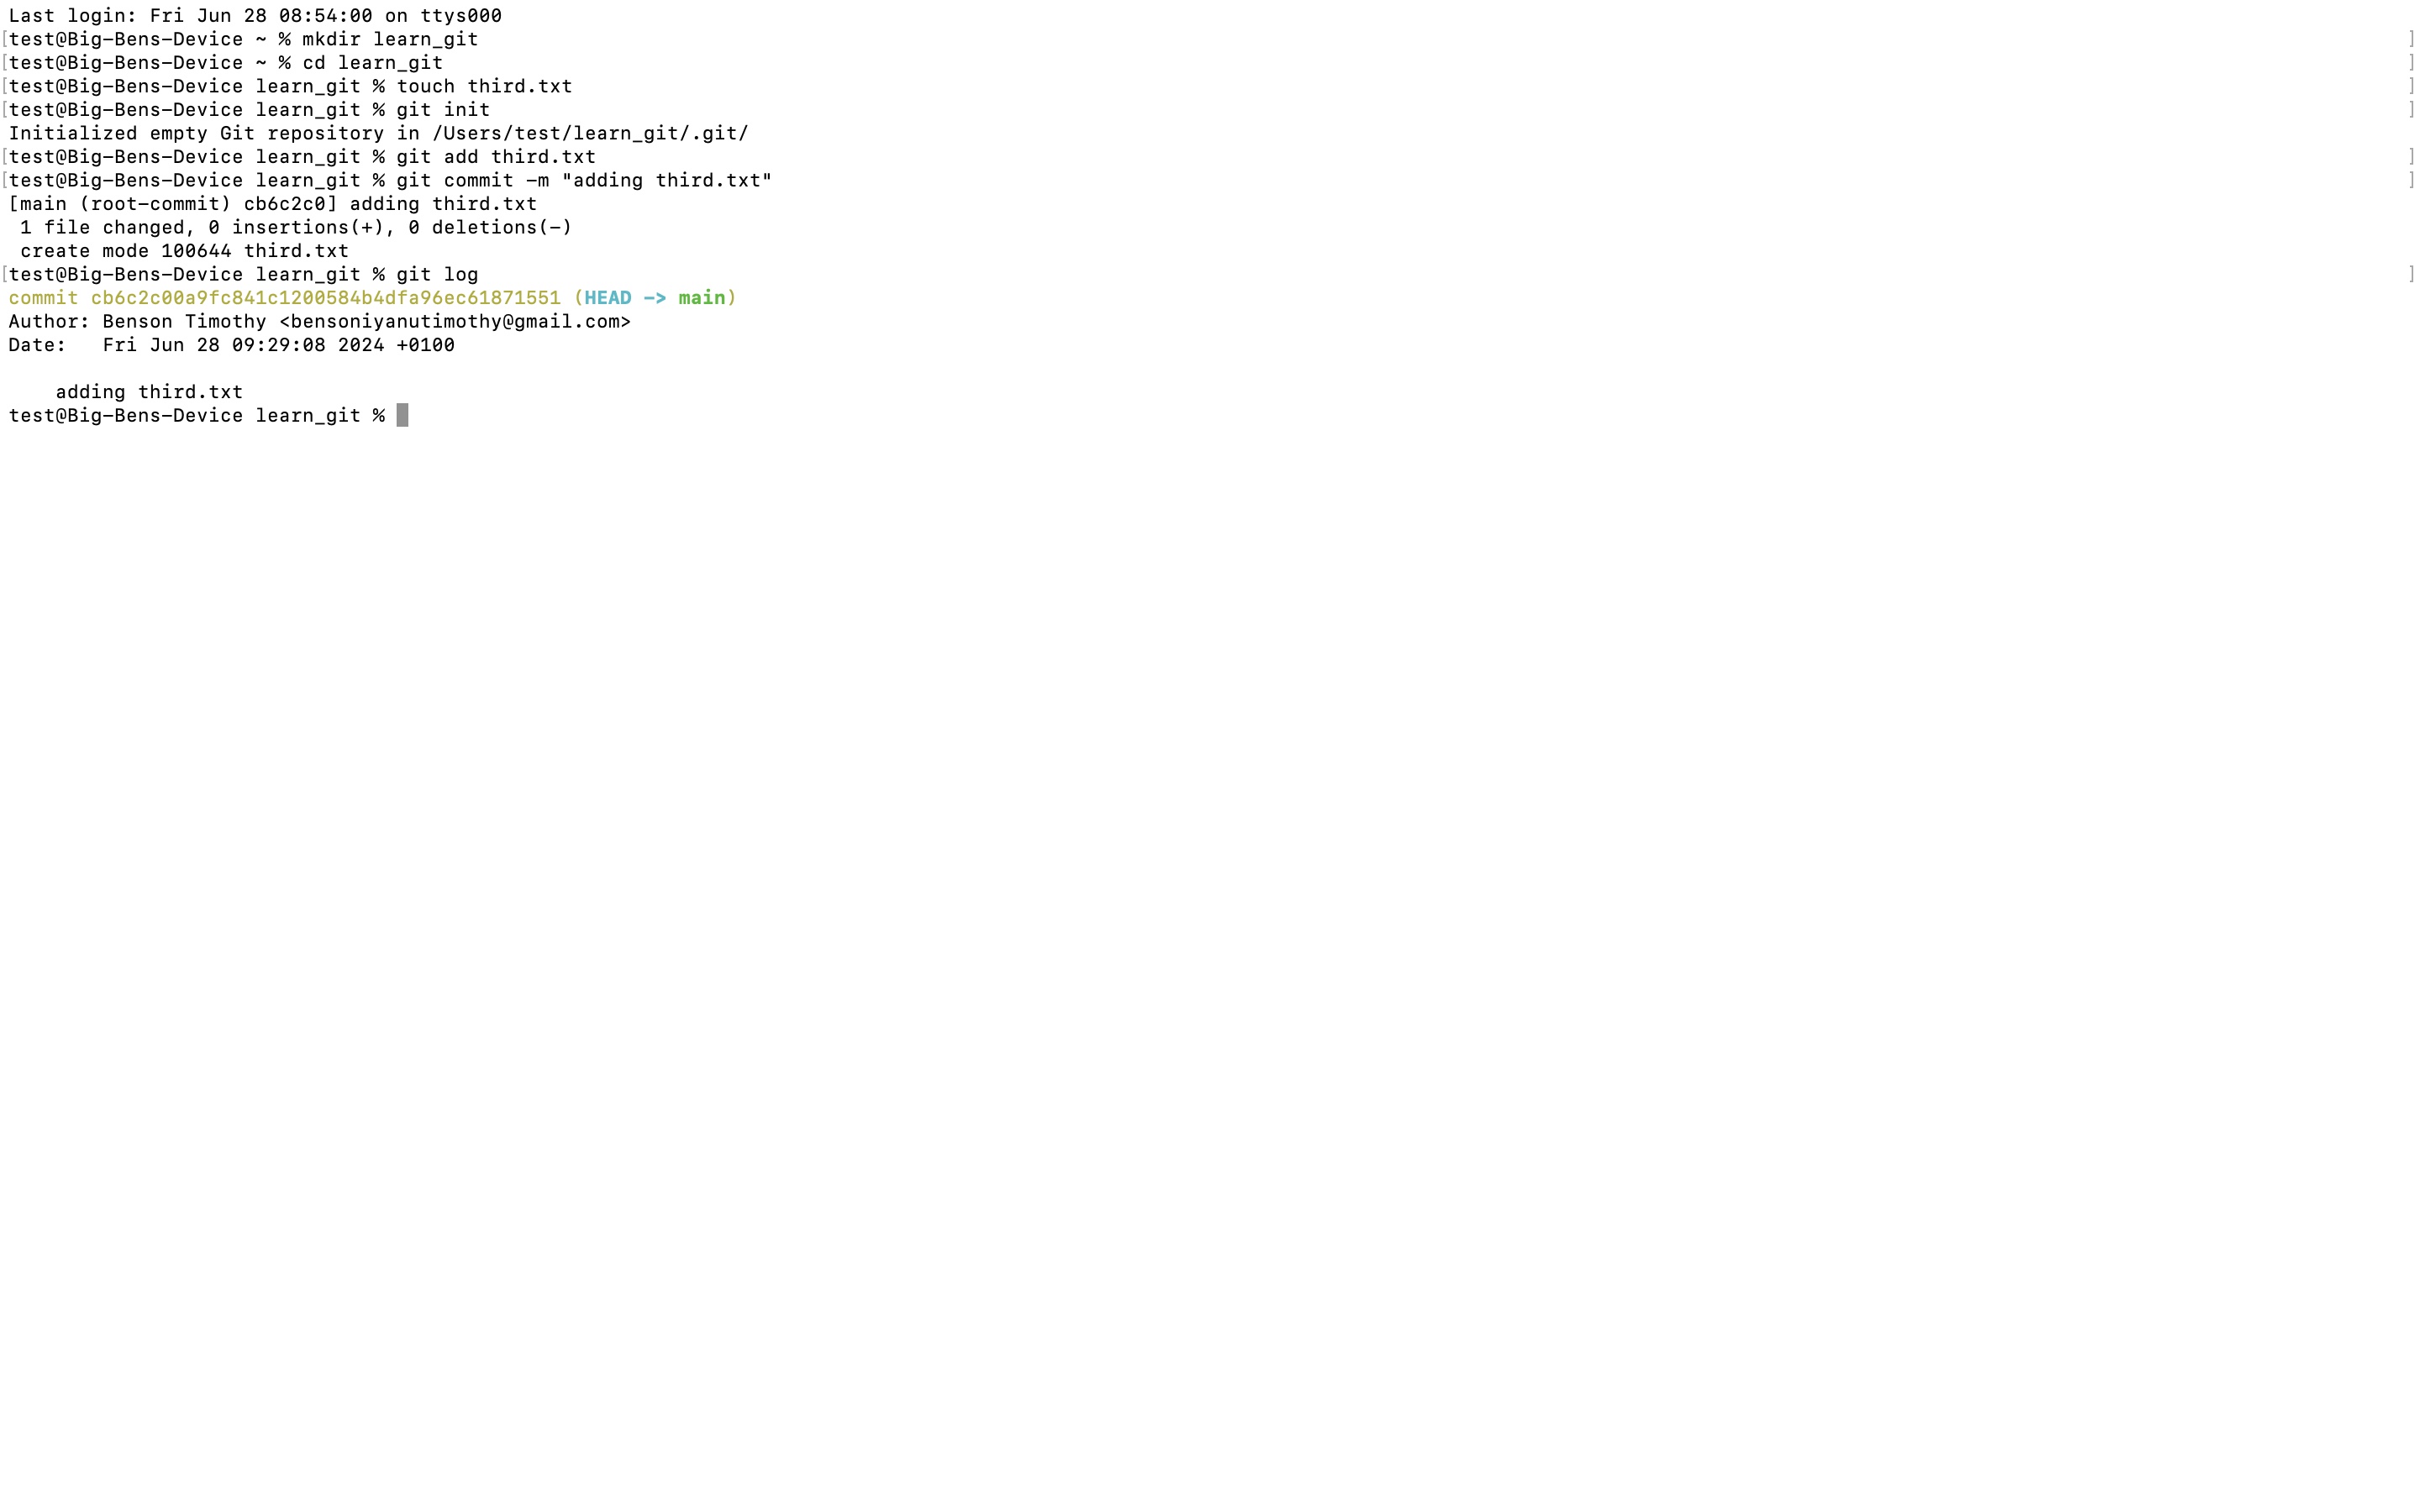 Last login: Fri Jun 28 08:54:00 on ttys000
[test@Big-Bens-Device ~ % mkdir learn_git ]
[test@Big-Bens-Device ~ % cd learn_git ]
[test@Big-Bens-Device learn_git % touch third.txt ]
[test@Big-Bens-Device learn_git % git init ]
Initialized empty Git repository in /Users/test/learn_git/.git/
[test@Big-Bens-Device learn_git % git add third.txt ]
[test@Big-Bens-Device learn_git % git commit -m "adding third.txt" ]
[main (root-commit) cb6c2c0] adding third.txt
 1 file changed, 0 insertions(+), 0 deletions(-)
 create mode 100644 third.txt
[test@Big-Bens-Device learn_git % git log ]
commit cb6c2c00a9fc841c1200584b4dfa96ec61871551 (HEAD -> main)
Author: Benson Timothy <bensoniyanutimothy@gmail.com>
Date:   Fri Jun 28 09:29:08 2024 +0100
    adding third.txt
test@Big-Bens-Device learn_git %